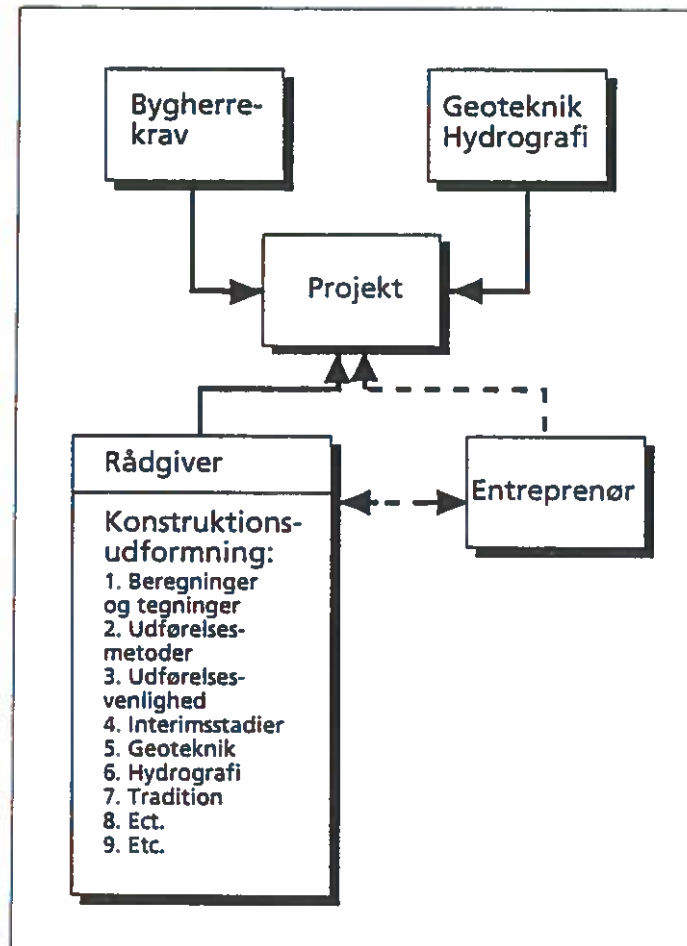 Bygherre-
krav
Geoteknik
Hydrografi
Projekt
Rådgiver
Konstruktions-
udformning:
1. Beregninger
og tegninger
2. Udførelses-
metoder
3. Udførelses-
venlighed
4. Interimsstadier
5. Geoteknik
6. Hydrografi
7. Tradition
8. Ect.
9. Etc.
Entreprenør